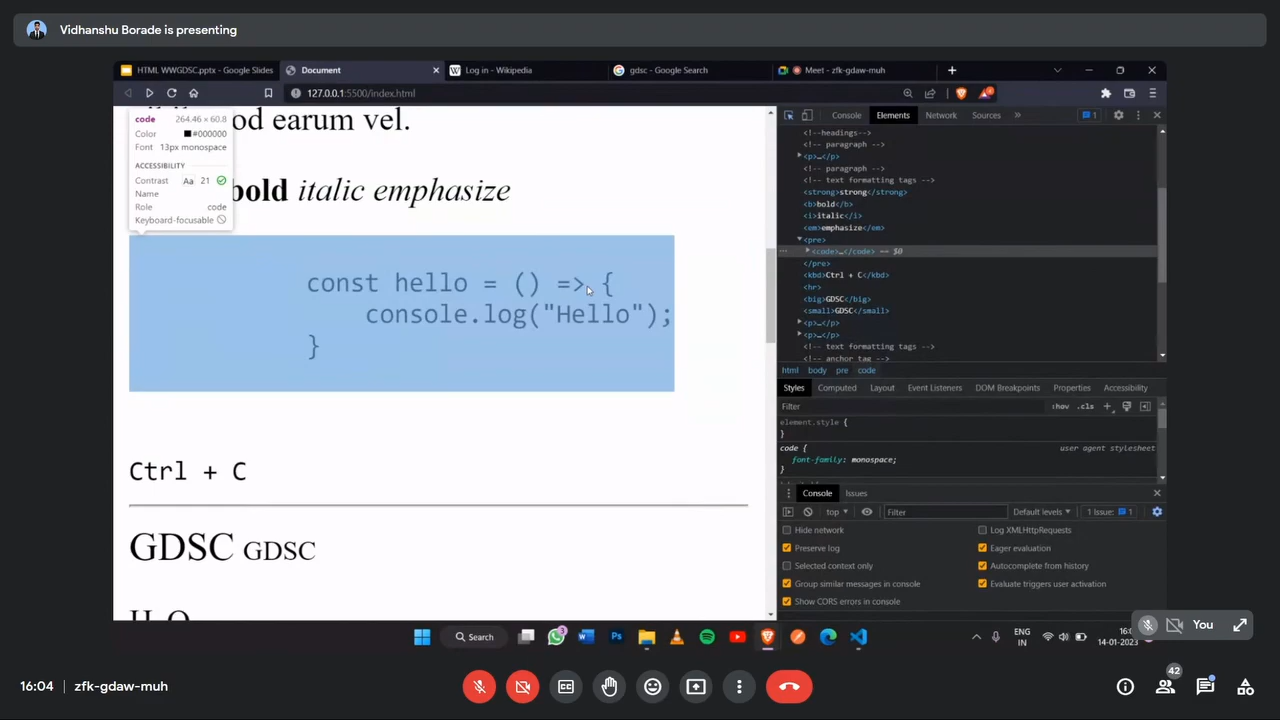 Vidhanshu Borade is presenting
HTML WWGDSC.pptx - Google Slides
Document
Log in - Wikipedia
gdsc - Google Search
Meet - zfk-gdaw-muh
127.0.0.1:5500/index.html
code 264.46 × 60.8
Color #000000
Font 13px monospace
ACCESSIBILITY
Contrast Aa 21
Name
Role code
Keyboard-focusable
od earum vel.
bold italic emphasize
const hello = () => {
console.log("Hello");
}
Ctrl + C
GDSC GDSC
H₂O
Console Elements Network Sources » 1
<!--headings-->
<!-- paragraph -->
<p>…</p>
<!-- paragraph -->
<!-- text formatting tags -->
<strong>strong</strong>
<b>bold</b>
<i>italic</i>
<em>emphasize</em>
<pre>
<code>…</code> == $0
</pre>
<kbd>Ctrl + C</kbd>
<hr>
<big>GDSC</big>
<small>GDSC</small>
<p>…</p>
<p>…</p>
<!-- text formatting tags -->
<!-- anchor tag -->
html body pre code
Styles Computed Layout Event Listeners DOM Breakpoints Properties Accessibility
Filter :hov .cls
element.style {
}
code { user agent stylesheet
font-family: monospace;
}
Console Issues
top Filter Default levels 1 Issue: 1
Hide network Log XMLHttpRequests
Preserve log Eager evaluation
Selected context only Autocomplete from history
Group similar messages in console Evaluate triggers user activation
Show CORS errors in console
You
Search
3
ENG
IN
14-01-2023
16:04 | zfk-gdaw-muh
42